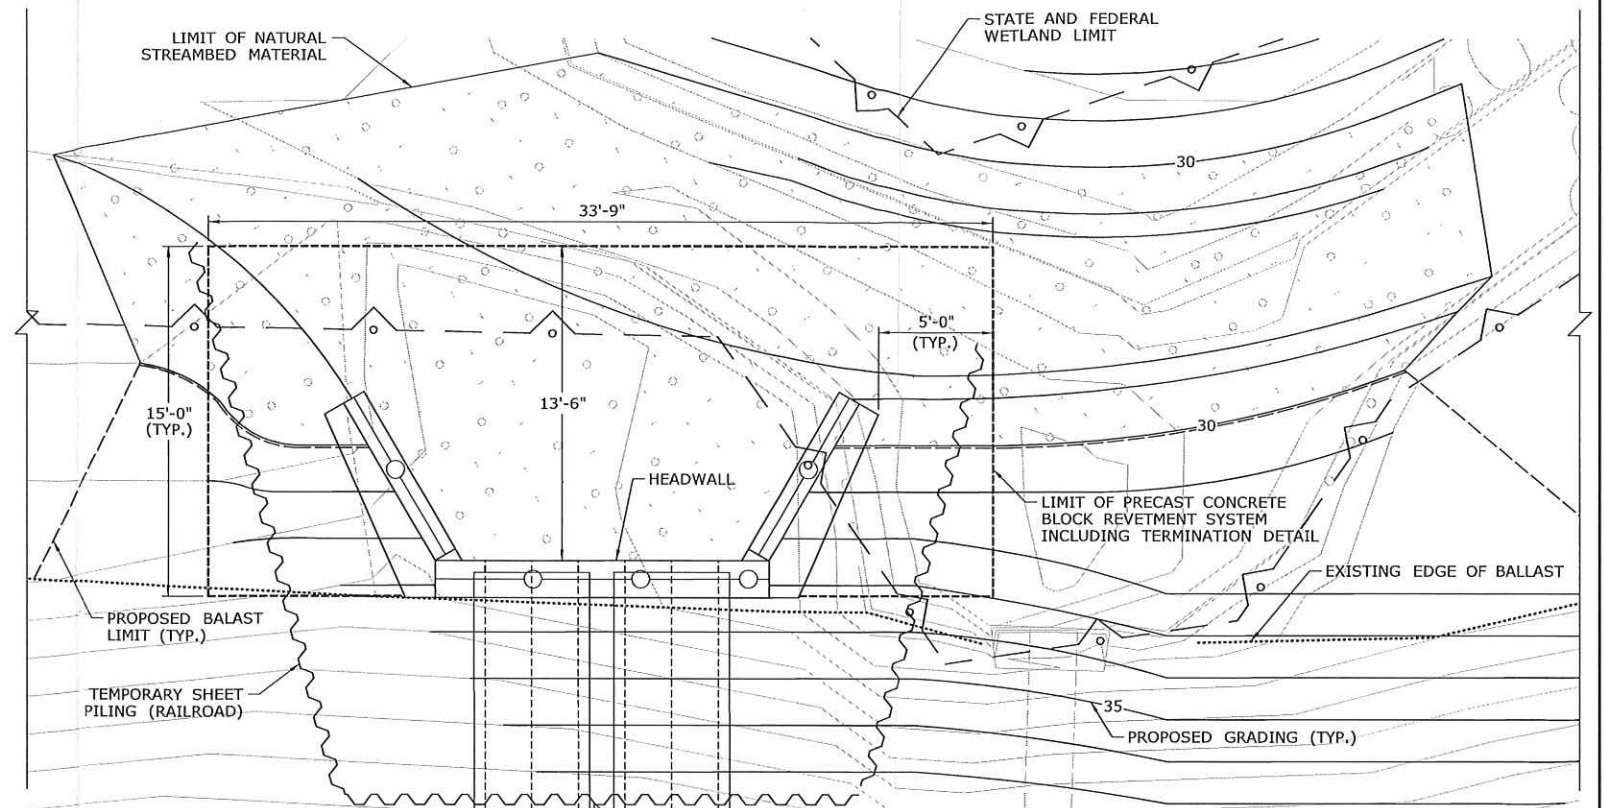 LIMIT OF NATURAL
STREAMBED MATERIAL
STATE AND FEDERAL
WETLAND LIMIT
30
33'-9"
5'-0"
(TYP.)
15'-0"
(TYP.)
13'-6"
30
HEADWALL
LIMIT OF PRECAST CONCRETE
BLOCK REVETMENT SYSTEM
INCLUDING TERMINATION DETAIL
EXISTING EDGE OF BALLAST
PROPOSED BALAST
LIMIT (TYP.)
TEMPORARY SHEET
PILING (RAILROAD)
35
PROPOSED GRADING (TYP.)